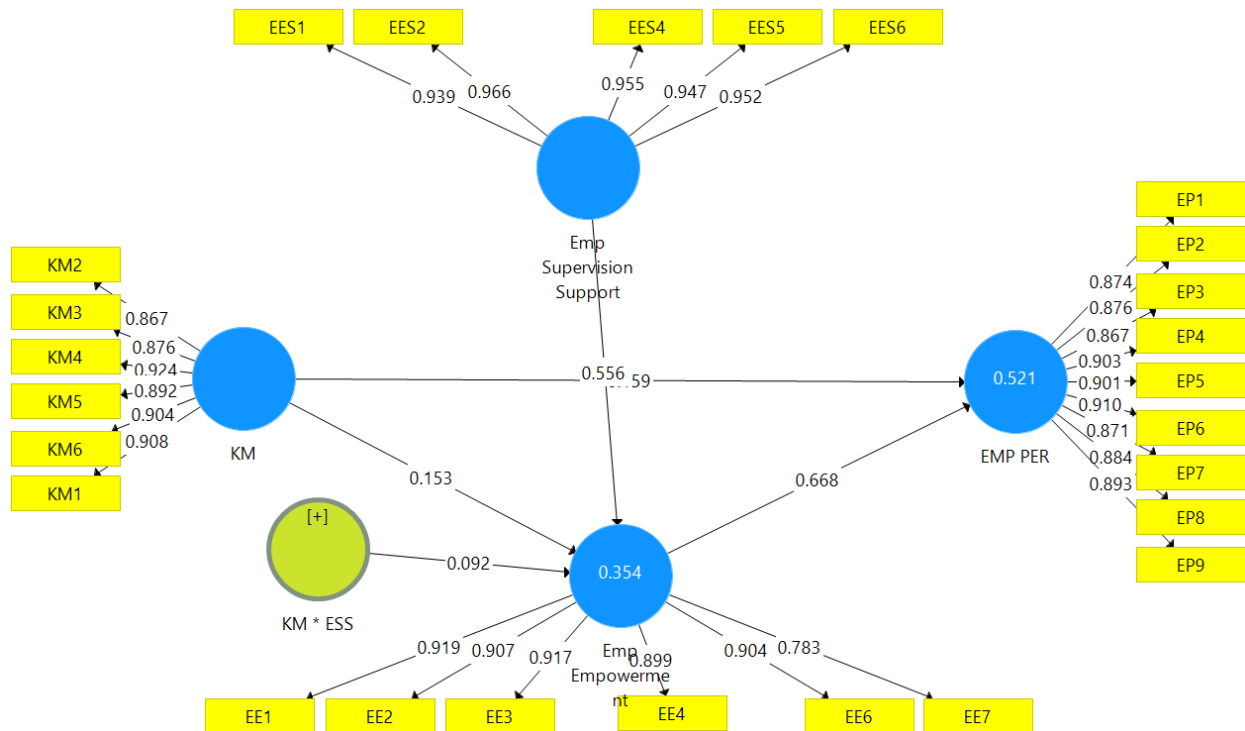 EES1
EES2
EES4
EES5
EES6
0.939
0.966
0.955
0.947
0.952
Emp
Supervision
Support
KM2
KM3
KM4
KM5
KM6
KM1
0.867
0.876
0.924
0.892
0.904
0.908
KM
0.556
0.153
[+]
KM * ESS
0.092
0.354
Emp
Empowerme
nt
0.668
0.521
EMP PER
0.874
0.876
0.867
0.903
0.901
0.910
0.871
0.884
0.893
EP1
EP2
EP3
EP4
EP5
EP6
EP7
EP8
EP9
0.919
0.907
0.917
0.899
0.904
0.783
EE1
EE2
EE3
EE4
EE6
EE7